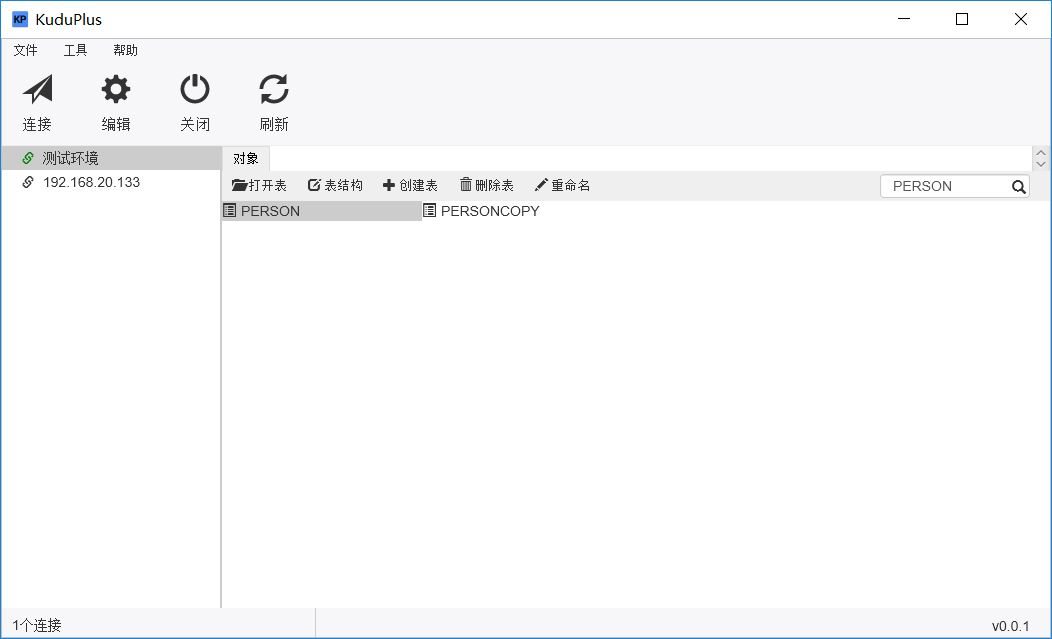 KP KuduPlus
文件 工具 帮助
连接 编辑 关闭 刷新
测试环境 对象
192.168.20.133 打开表 表结构 创建表 删除表 重命名 PERSON
PERSON PERSONCOPY
1个连接 v0.0.1